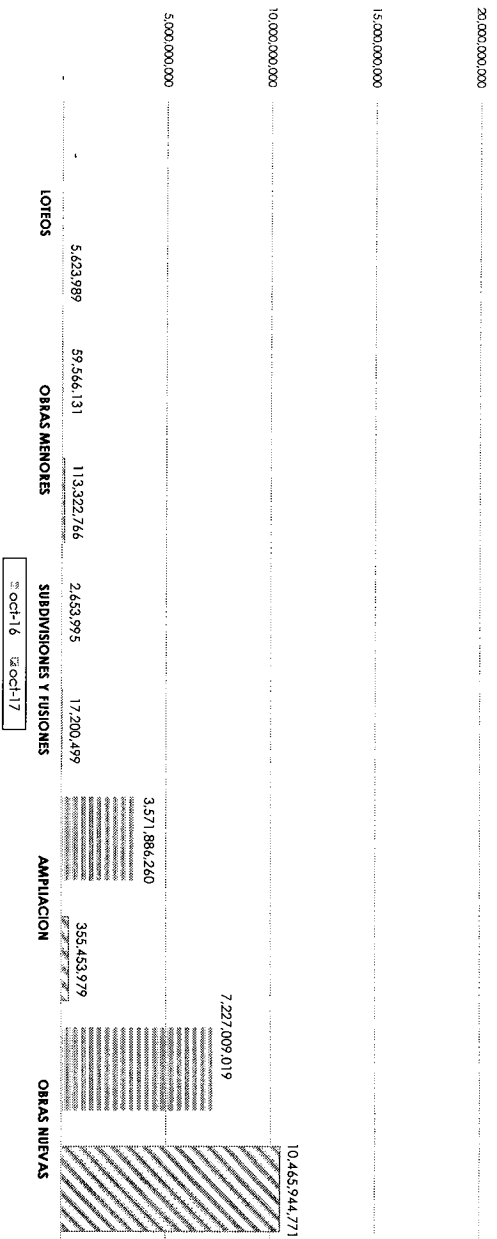 20,000,000,000
15,000,000,000
10,000,000,000
5,000,000,000
-
-
5.623.989
59.566.131
113.322.766
2.653.995
17.200.499
3.571.886.260
355.453.979
7.227.009.019
10.465.944.771
LOTEOS
OBRAS MENORES
SUBDIVISIONES Y FUSIONES
AMPLIACION
OBRAS NUEVAS
oct-16 oct-17